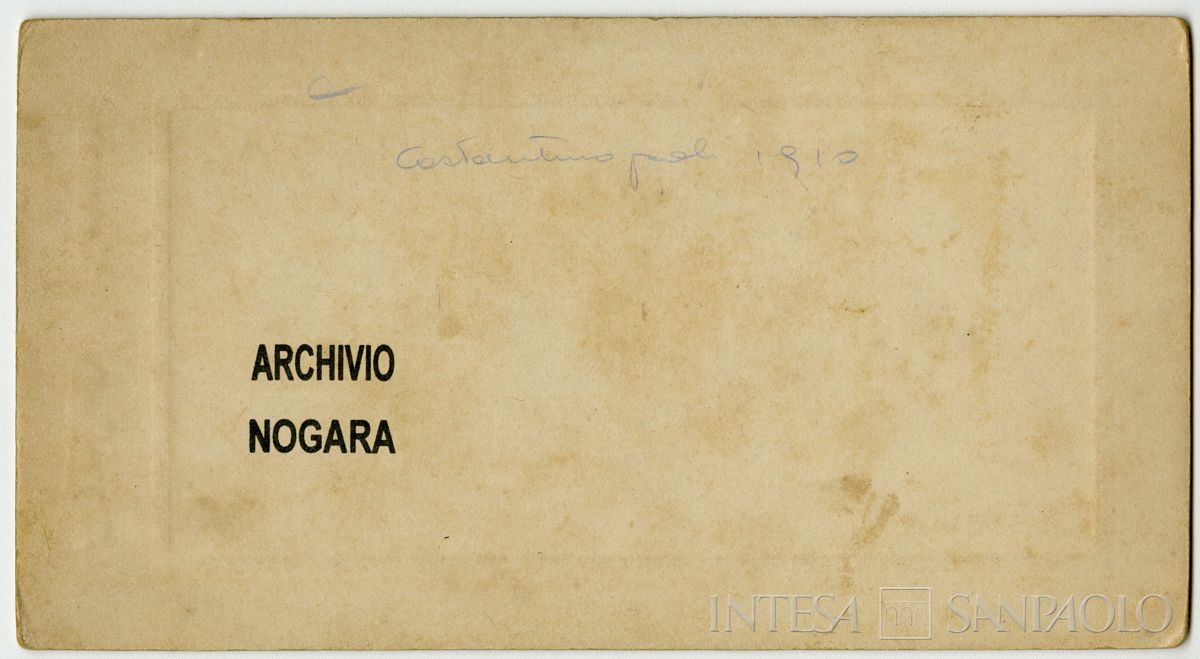 C
Costantinopoli 1910
ARCHIVIO
NOGARA
INTESA SANPAOLO